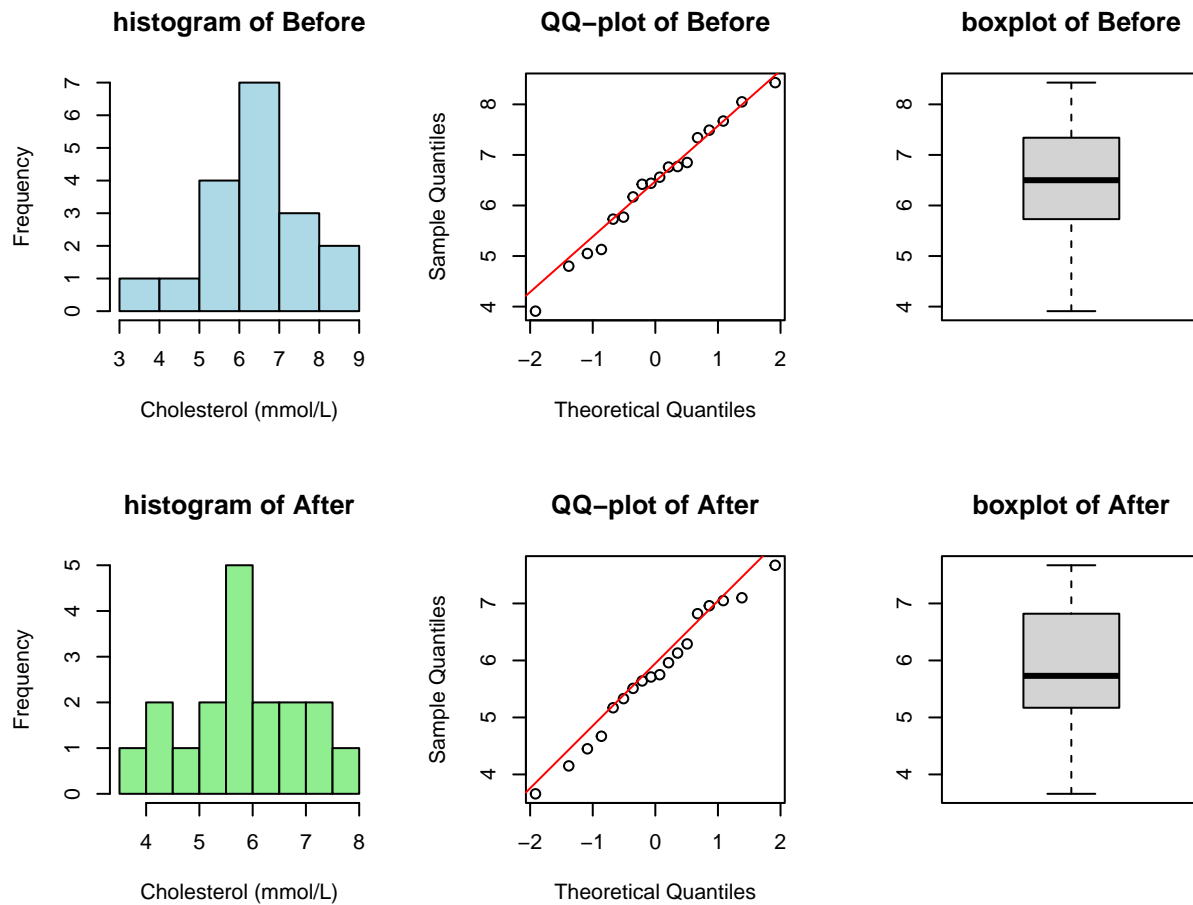 histogram of Before
QQ−plot of Before
boxplot of Before
Frequency
0 1 2 3 4 5 6 7
3 4 5 6 7 8 9
Cholesterol (mmol/L)
Sample Quantiles
4 5 6 7 8
−2 −1 0 1 2
Theoretical Quantiles
4 5 6 7 8
histogram of After
QQ−plot of After
boxplot of After
Frequency
0 1 2 3 4 5
4 5 6 7 8
Cholesterol (mmol/L)
Sample Quantiles
4 5 6 7
−2 −1 0 1 2
Theoretical Quantiles
4 5 6 7